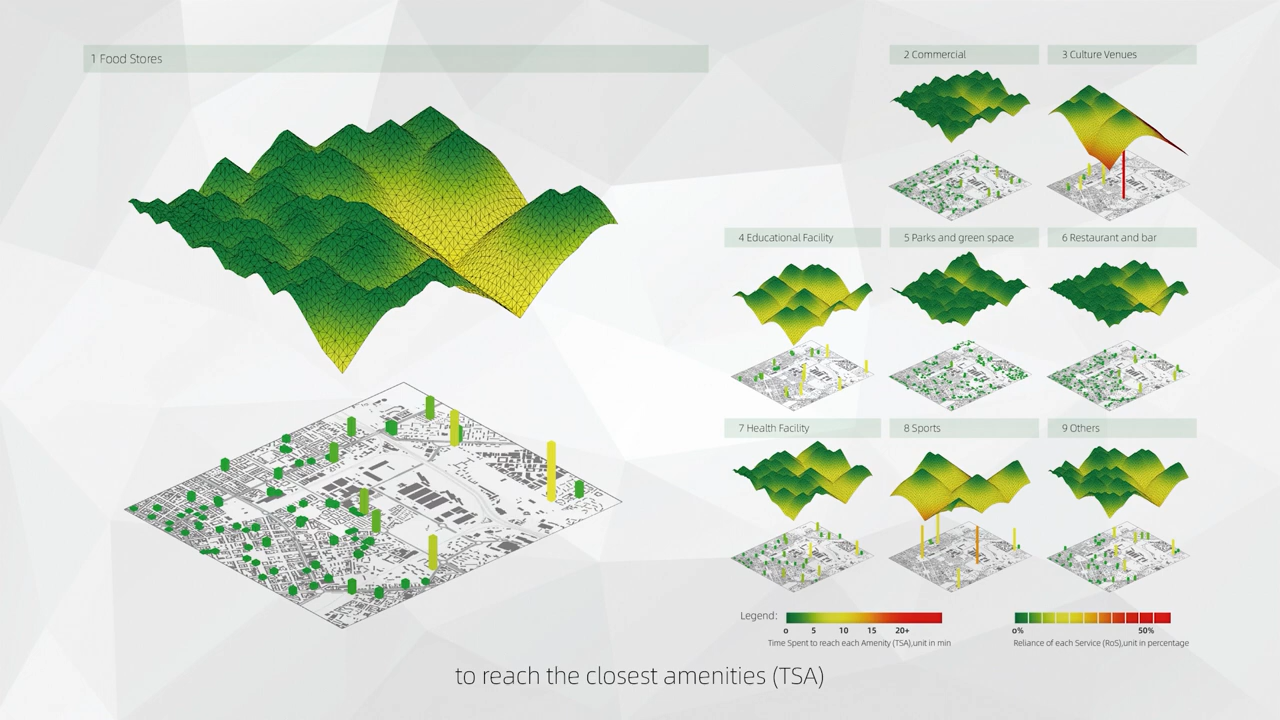 1 Food Stores
2 Commercial
3 Culture Venues
4 Educational Facility
5 Parks and green space
6 Restaurant and bar
7 Health Facility
8 Sports
9 Others
Legend:
0 5 10 15 20+
Time Spent to reach each Amenity (TSA),unit in min
0% 50%
Reliance of each Service (RoS),unit in percentage
to reach the closest amenities (TSA)